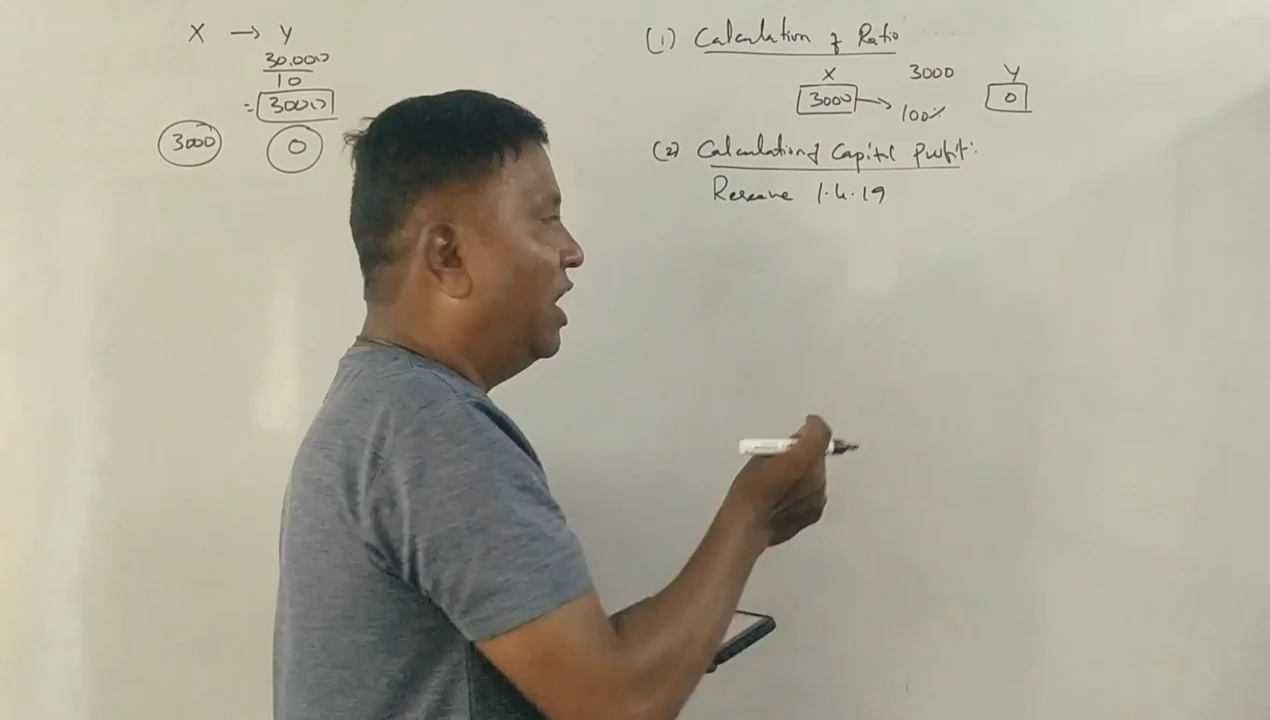 X → Y
30,000
10
= 3000
3000 0
(1) Calculation of Ratio
X 3000 Y
3000 → 100% 0
(2) Calculation of Capital Profit:
Reserve 1.4.19